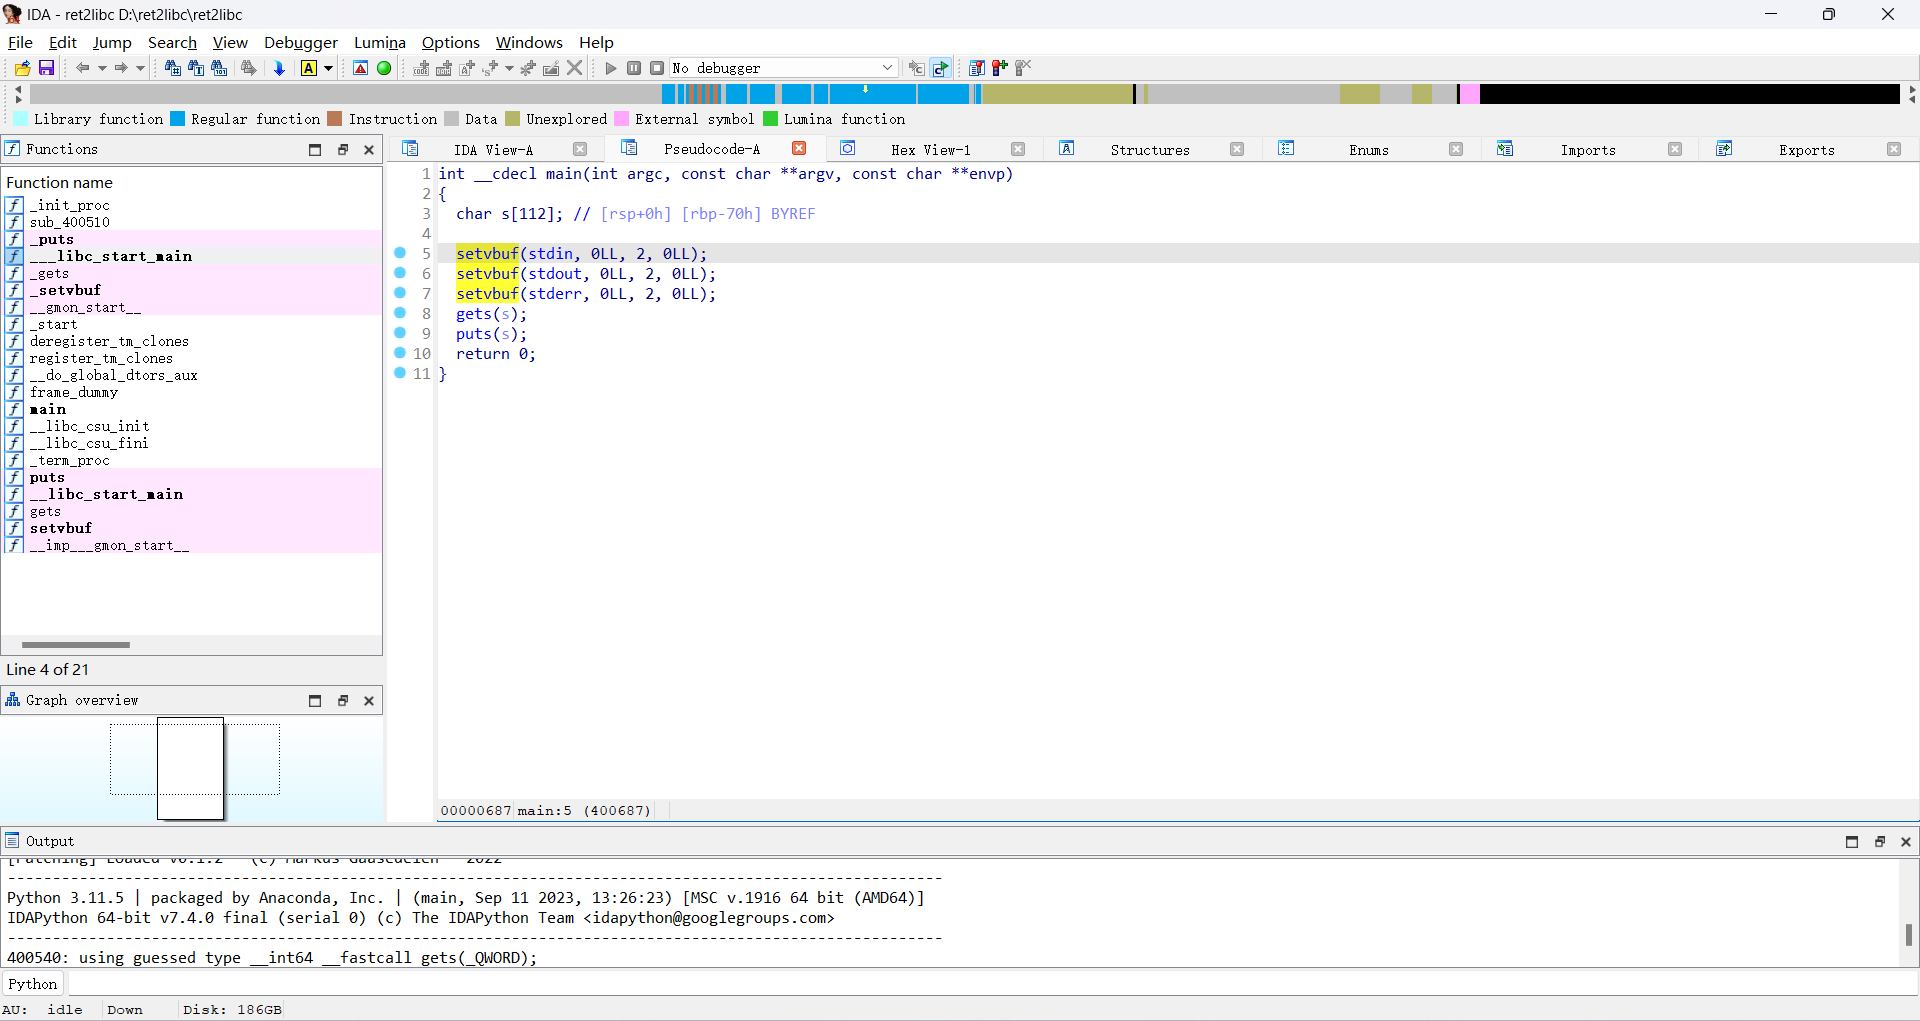 IDA - ret2libc D:\ret2libc\ret2libc
File Edit Jump Search View Debugger Lumina Options Windows Help
No debugger
Library function Regular function Instruction Data Unexplored External symbol Lumina function
Functions
Function name
_init_proc
sub_400510
_puts
___libc_start_main
_gets
_setvbuf
__gmon_start__
_start
deregister_tm_clones
register_tm_clones
__do_global_dtors_aux
frame_dummy
main
__libc_csu_init
__libc_csu_fini
_term_proc
puts
__libc_start_main
gets
setvbuf
__imp___gmon_start__
Line 4 of 21
Graph overview
IDA View-A Pseudocode-A Hex View-1 Structures Enums Imports Exports
1 int __cdecl main(int argc, const char **argv, const char **envp)
2 {
3 char s[112]; // [rsp+0h] [rbp-70h] BYREF
4
5 setvbuf(stdin, 0LL, 2, 0LL);
6 setvbuf(stdout, 0LL, 2, 0LL);
7 setvbuf(stderr, 0LL, 2, 0LL);
8 gets(s);
9 puts(s);
10 return 0;
11 }
00000687 main:5 (400687)
Output
[Patching] Loaded v0.1.2 - (c) Markus Gaasedelen - 2022
Python 3.11.5 | packaged by Anaconda, Inc. | (main, Sep 11 2023, 13:26:23) [MSC v.1916 64 bit (AMD64)]
IDAPython 64-bit v7.4.0 final (serial 0) (c) The IDAPython Team <idapython@googlegroups.com>
400540: using guessed type __int64 __fastcall gets(_QWORD);
Python
AU: idle Down Disk: 186GB